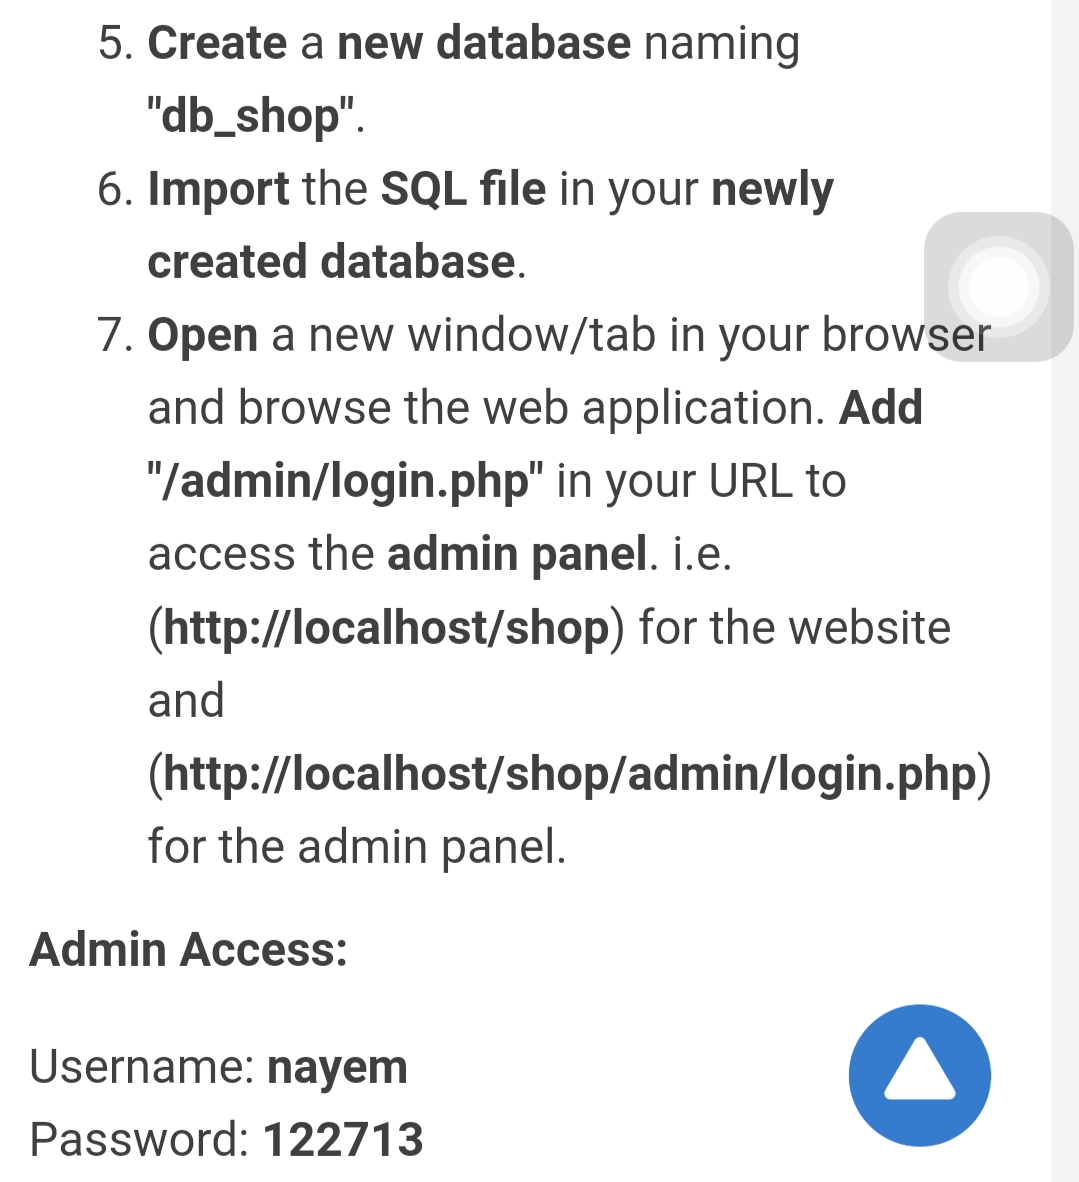 5. Create a new database naming
"db_shop".
6. Import the SQL file in your newly
created database.
7. Open a new window/tab in your browser
and browse the web application. Add
"/admin/login.php" in your URL to
access the admin panel. i.e.
(http://localhost/shop) for the website
and
(http://localhost/shop/admin/login.php)
for the admin panel.
Admin Access:
Username: nayem
Password: 122713